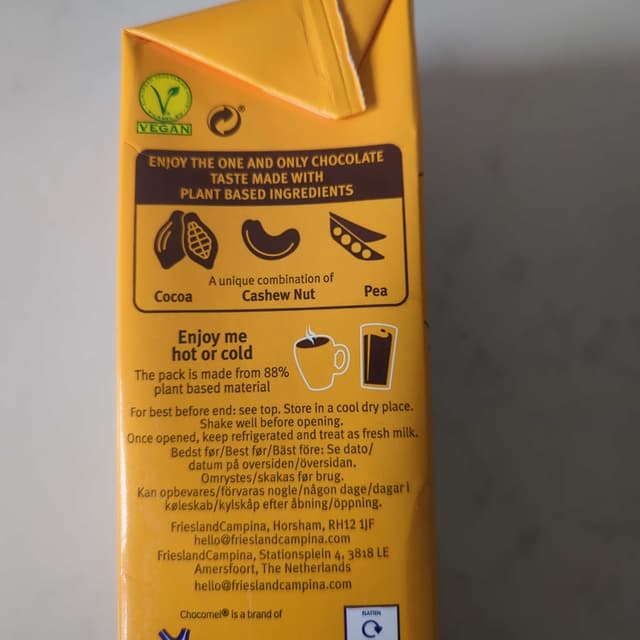 VEGAN
ENJOY THE ONE AND ONLY CHOCOLATE
TASTE MADE WITH
PLANT BASED INGREDIENTS
A unique combination of
Cocoa Cashew Nut Pea
Enjoy me
hot or cold
The pack is made from 88%
plant based material
For best before end: see top. Store in a cool dry place.
Shake well before opening.
Once opened, keep refrigerated and treat as fresh milk.
Bedst før/Best før/Bäst före: Se dato/
datum på oversiden/översidan.
Omrystes/skakas før brug.
Kan opbevares/förvaras nogle/någon dage/dagar i
køleskab/kylskåp efter åbning/öppning.
FrieslandCampina, Horsham, RH12 1JF
hello@frieslandcampina.com
FrieslandCampina, Stationsplein 4, 3818 LE
Amersfoort, The Netherlands
hello@frieslandcampina.com
Chocomel® is a brand of
FLATTEN